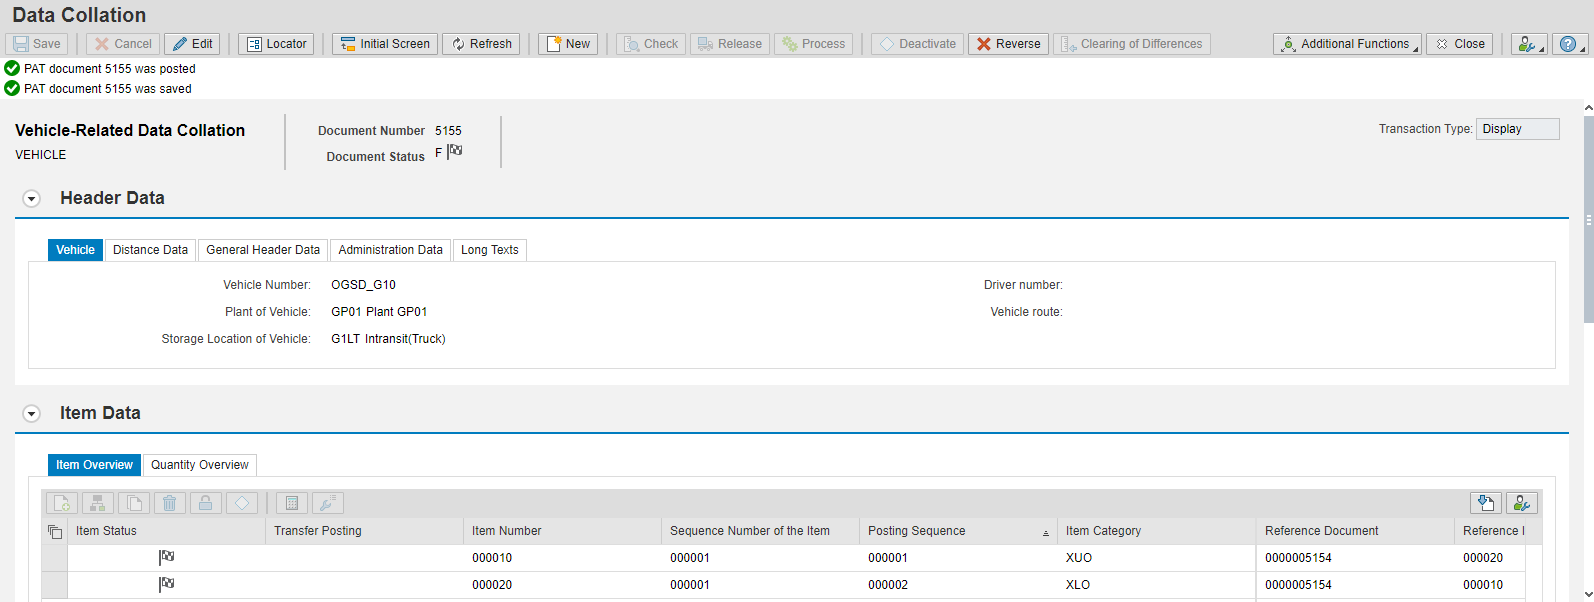 Data Collation
Save Cancel Edit Locator Initial Screen Refresh New Check Release Process Deactivate Reverse Clearing of Differences Additional Functions Close
PAT document 5155 was posted
PAT document 5155 was saved
Vehicle-Related Data Collation
VEHICLE
Document Number 5155
Document Status F
Transaction Type: Display
Header Data
Vehicle Distance Data General Header Data Administration Data Long Texts
Vehicle Number: OGSD_G10 Driver number:
Plant of Vehicle: GP01 Plant GP01 Vehicle route:
Storage Location of Vehicle: G1LT Intransit(Truck)
Item Data
Item Overview Quantity Overview
Item Status Transfer Posting Item Number Sequence Number of the Item Posting Sequence Item Category Reference Document Reference I
000010 000001 000001 XUO 0000005154 000020
000020 000001 000002 XLO 0000005154 000010